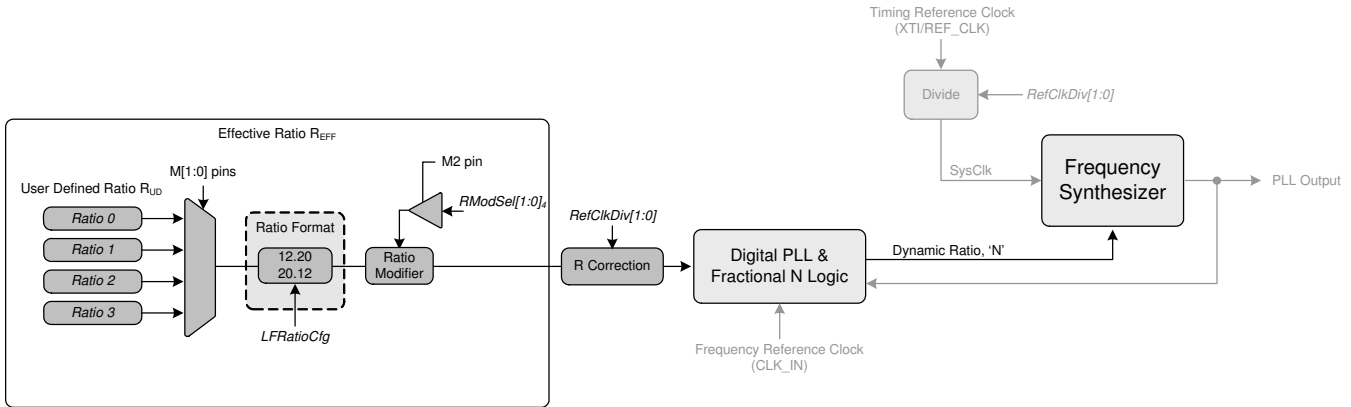 Timing Reference Clock
(XTI/REF_CLK)
Divide
RefClkDiv[1:0]
Effective Ratio REFF
M[1:0] pins
M2 pin
User Defined Ratio RUD
SysClk
Frequency
Synthesizer
PLL Output
Ratio 0
Ratio 1
Ratio 2
Ratio 3
Ratio Format
12.20
20.12
LFRatioCfg
RModSel[1:0]4
Ratio
Modifier
RefClkDiv[1:0]
R Correction
Digital PLL &
Fractional N Logic
Dynamic Ratio, ‘N’
Frequency Reference Clock
(CLK_IN)